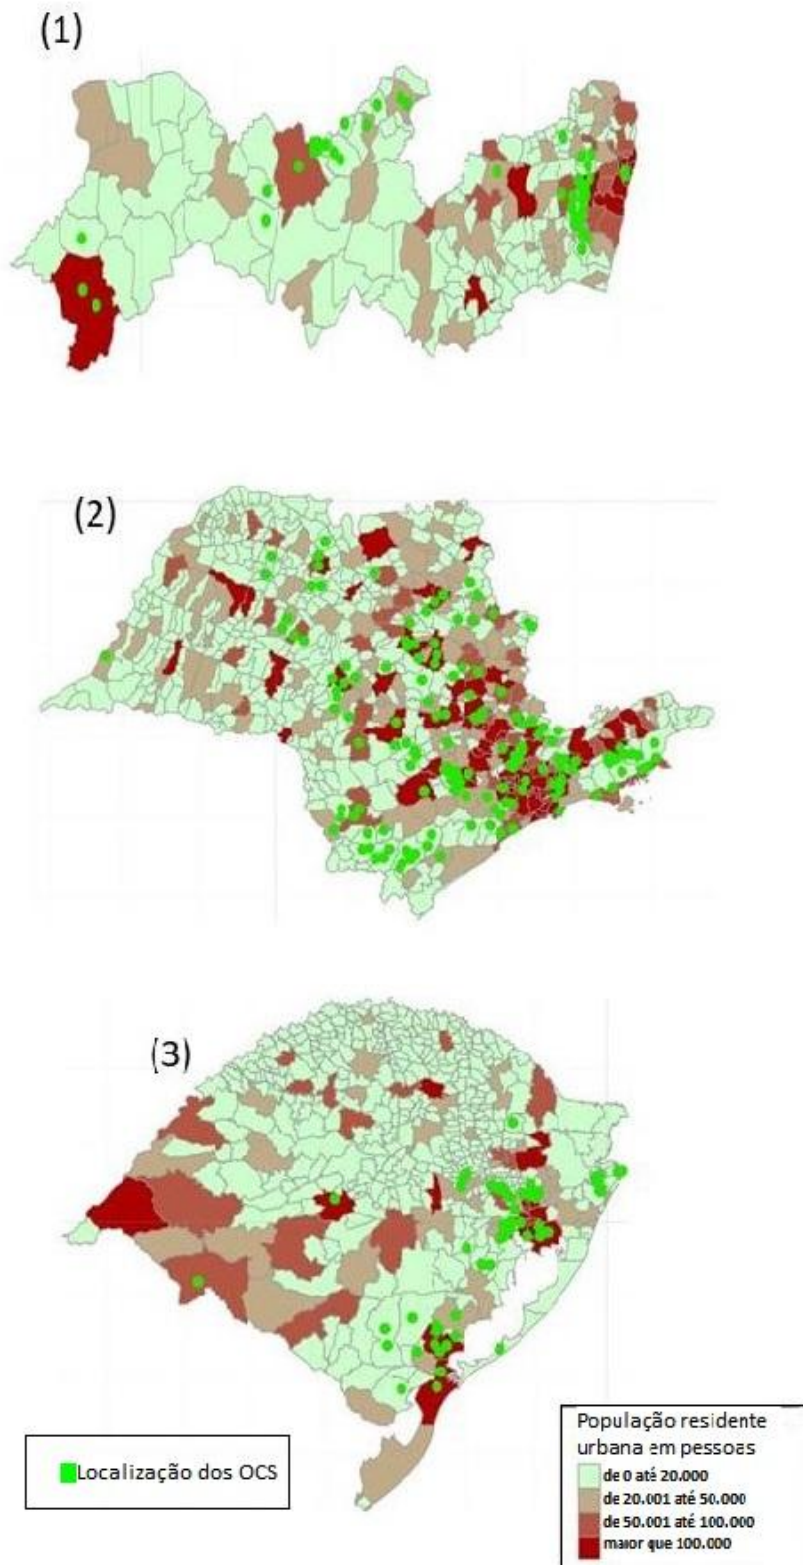 (1)
(2)
(3)
Localização dos OCS
População residente
urbana em pessoas
de 0 até 20.000
de 20.001 até 50.000
de 50.001 até 100.000
maior que 100.000